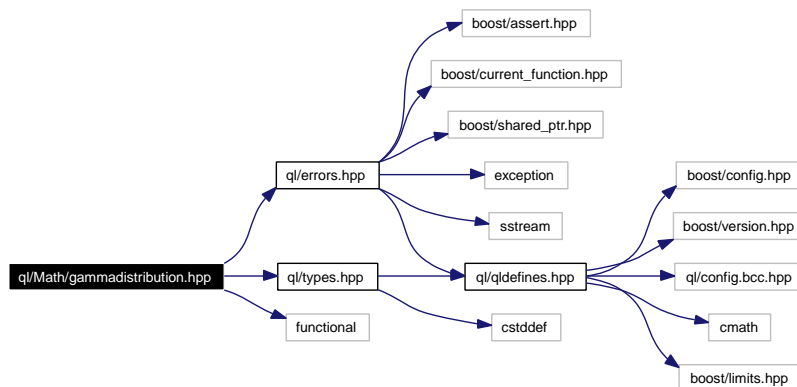 boost/assert.hpp
boost/current_function.hpp
boost/shared_ptr.hpp
ql/errors.hpp
exception
boost/config.hpp
sstream
boost/version.hpp
ql/Math/gammadistribution.hpp
ql/types.hpp
ql/qldefines.hpp
ql/config.bcc.hpp
functional
cstddef
cmath
boost/limits.hpp